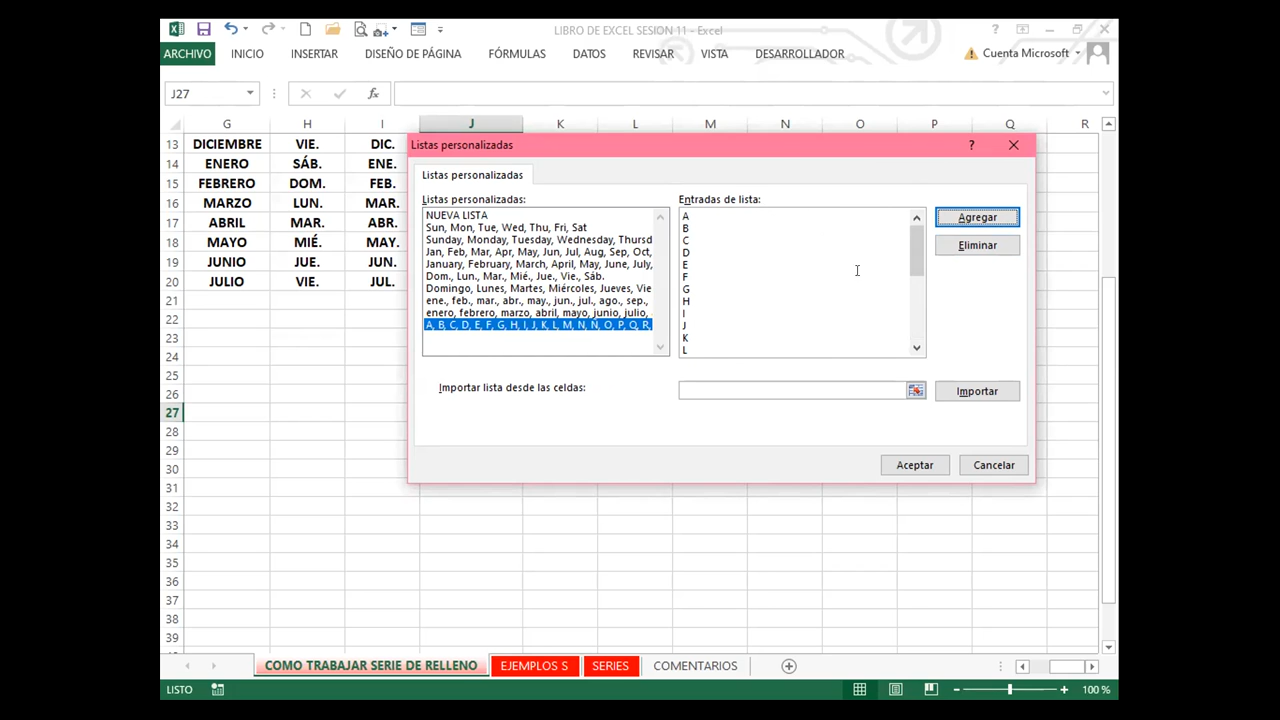 LIBRO DE EXCEL SESION 11 - Excel
ARCHIVO INICIO INSERTAR DISEÑO DE PÁGINA FÓRMULAS DATOS REVISAR VISTA DESARROLLADOR Cuenta Microsoft
J27 fx
G H I J K L M N O P Q R
13 DICIEMBRE VIE. DIC.
14 ENERO SÁB. ENE.
15 FEBRERO DOM. FEB.
16 MARZO LUN. MAR.
17 ABRIL MAR. ABR.
18 MAYO MIÉ. MAY.
19 JUNIO JUE. JUN.
20 JULIO VIE. JUL.
21
22
23
24
25
26
27
28
29
30
31
32
33
34
35
36
37
38
39
Listas personalizadas ?
Listas personalizadas
Listas personalizadas:
NUEVA LISTA
Sun, Mon, Tue, Wed, Thu, Fri, Sat
Sunday, Monday, Tuesday, Wednesday, Thursd
Jan, Feb, Mar, Apr, May, Jun, Jul, Aug, Sep, Oct,
January, February, March, April, May, June, July,
Dom., Lun., Mar., Mié., Jue., Vie., Sáb.
Domingo, Lunes, Martes, Miércoles, Jueves, Vie
ene., feb., mar., abr., may., jun., jul., ago., sep.,
enero, febrero, marzo, abril, mayo, junio, julio,
A, B, C, D, E, F, G, H, I, J, K, L, M, N, Ñ, O, P, Q, R,
Entradas de lista:
A
B
C
D
E
F
G
H
I
J
K
L
Agregar
Eliminar
Importar lista desde las celdas:
Importar
Aceptar Cancelar
COMO TRABAJAR SERIE DE RELLENO EJEMPLOS S SERIES COMENTARIOS
LISTO 100 %